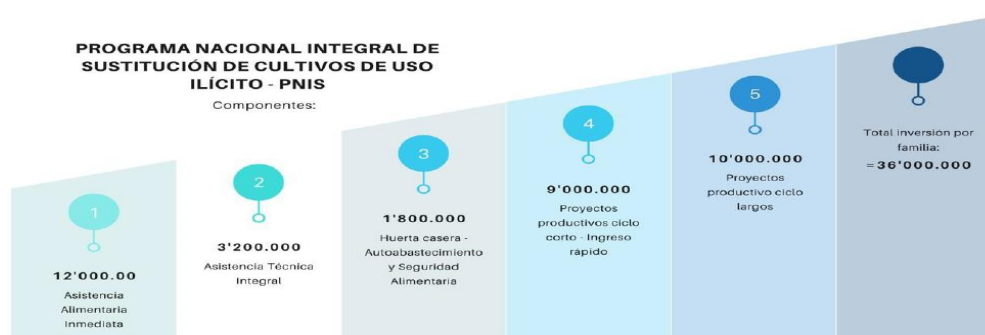 PROGRAMA NACIONAL INTEGRAL DE
SUSTITUCIÓN DE CULTIVOS DE USO
ILÍCITO - PNIS
Componentes:
1
12'000.00
Asistencia
Alimentaria
Inmediata
2
3'200.000
Asistencia Técnica
Integral
3
1'800.000
Huerta casera -
Autoabastecimiento
y Seguridad
Alimentaria
4
9'000.000
Proyectos
productivos ciclo
corto - Ingreso
rápido
5
10'000.000
Proyectos
productivo ciclo
largos
Total inversión por
familia:
=36'000.000